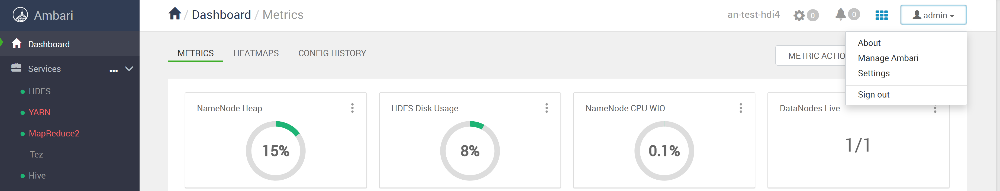 Ambari
/ Dashboard / Metrics
an-test-hdi4
0
0
admin
Dashboard
Services
...
HDFS
YARN
MapReduce2
Tez
Hive
METRICS
HEATMAPS
CONFIG HISTORY
METRIC ACTIO
About
Manage Ambari
Settings
Sign out
NameNode Heap
15%
HDFS Disk Usage
8%
NameNode CPU WIO
0.1%
DataNodes Live
1/1